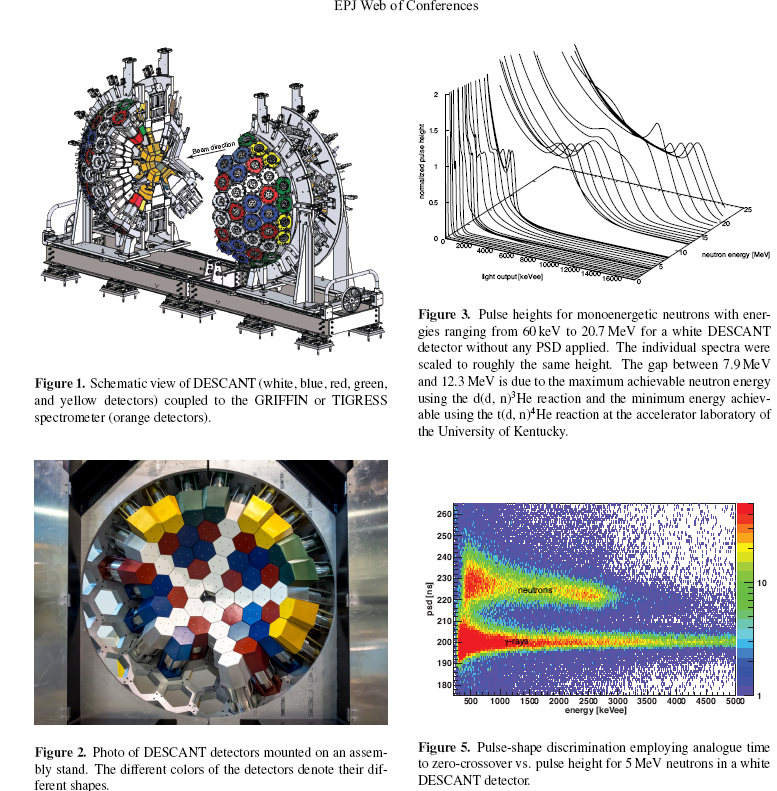 EPJ Web of Conferences
Beam direction
Figure 1. Schematic view of DESCANT (white, blue, red, green,
and yellow detectors) coupled to the GRIFFIN or TIGRESS
spectrometer (orange detectors).
Figure 2. Photo of DESCANT detectors mounted on an assem-
bly stand. The different colors of the detectors denote their dif-
ferent shapes.
normalized pulse height
2
1.5
1
0.5
0
0
2000
4000
6000
8000
10000
12000
14000
16000
light output[keVee]
0
5
10
15
20
25
neutron energy [MeV]
Figure 3. Pulse heights for monoenergetic neutrons with ener-
gies ranging from 60 keV to 20.7 MeV for a white DESCANT
detector without any PSD applied. The individual spectra were
scaled to roughly the same height. The gap between 7.9 MeV
and 12.3 MeV is due to the maximum achievable neutron energy
using the d(d, n)³He reaction and the minimum energy achiev-
able using the t(d, n)⁴He reaction at the accelerator laboratory of
the University of Kentucky.
psd [ns]
260
250
240
230
220
210
200
190
180
neutrons
γ-rays
10
1
500 1000 1500 2000 2500 3000 3500 4000 4500 5000
energy [keVee]
Figure 5. Pulse-shape discrimination employing analogue time
to zero-crossover vs. pulse height for 5 MeV neutrons in a white
DESCANT detector.